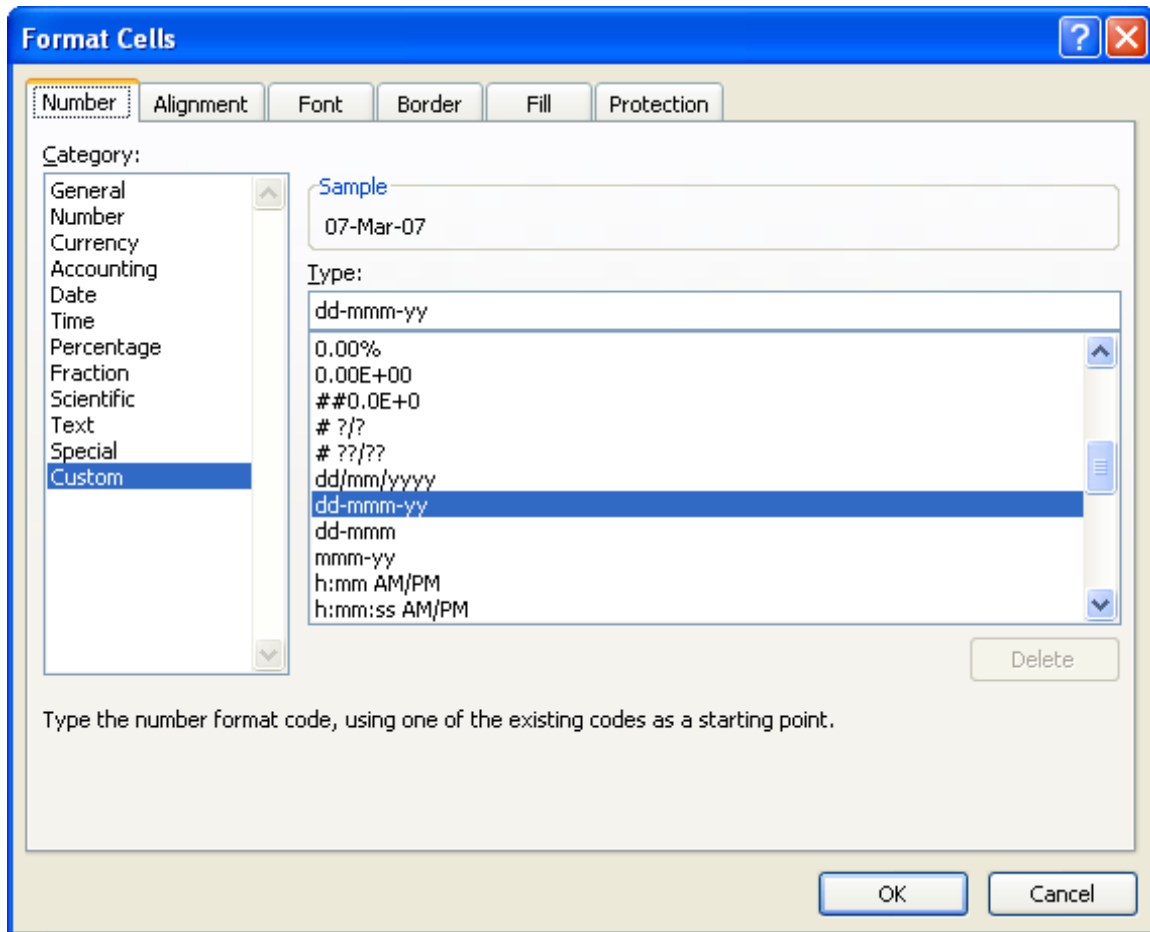 Format Cells
?
Number Alignment Font Border Fill Protection
Category:
General
Number
Currency
Accounting
Date
Time
Percentage
Fraction
Scientific
Text
Special
Custom
Sample
07-Mar-07
Type:
dd-mmm-yy
0.00%
0.00E+00
##0.0E+0
# ?/?
# ??/??
dd/mm/yyyy
dd-mmm-yy
dd-mmm
mmm-yy
h:mm AM/PM
h:mm:ss AM/PM
Delete
Type the number format code, using one of the existing codes as a starting point.
OK Cancel